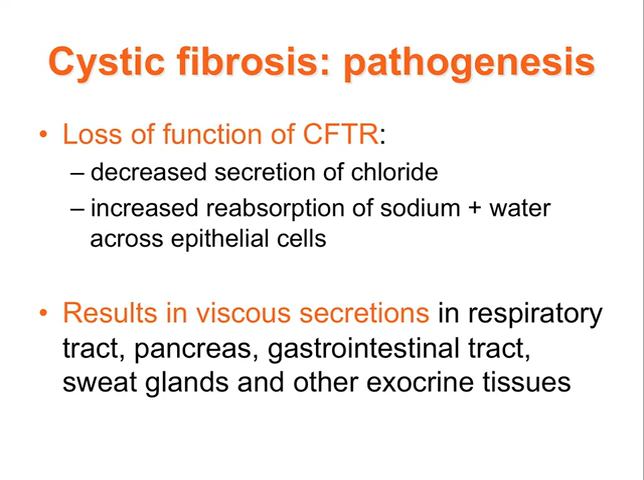 Cystic fibrosis: pathogenesis
• Loss of function of CFTR:
– decreased secretion of chloride
– increased reabsorption of sodium + water
across epithelial cells
• Results in viscous secretions in respiratory
tract, pancreas, gastrointestinal tract,
sweat glands and other exocrine tissues